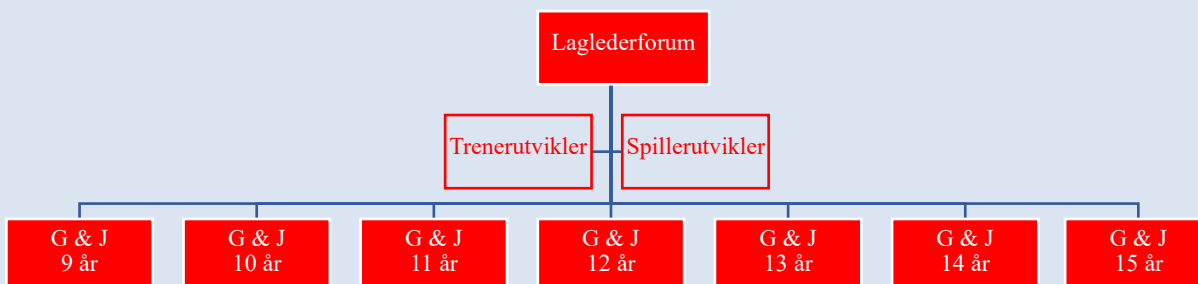 Laglederforum
Trenerutvikler
Spillerutvikler
G & J
9 år
G & J
10 år
G & J
11 år
G & J
12 år
G & J
13 år
G & J
14 år
G & J
15 år